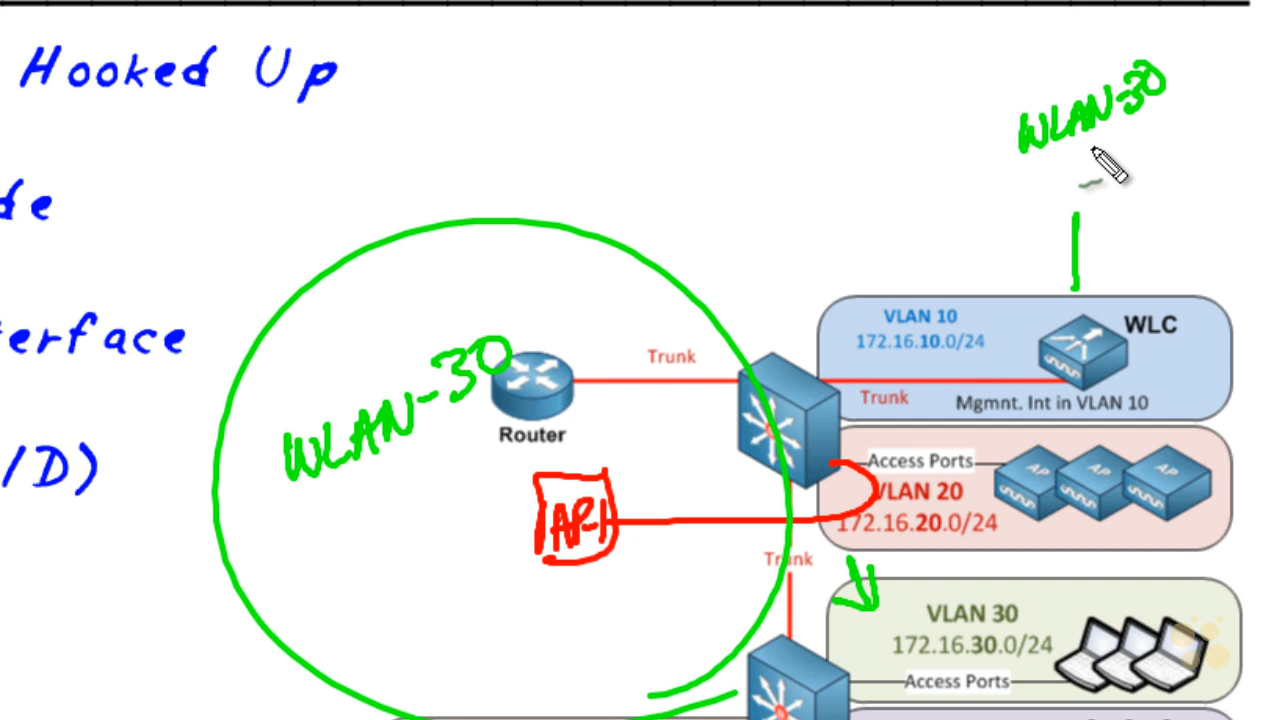 Hooked Up
WLAN-30
de
erface
/D)
VLAN 10
172.16.10.0/24
WLC
Trunk
Trunk
Mgmnt. Int in VLAN 10
WLAN-30
Router
Access Ports
AP AP AP
VLAN 20
172.16.20.0/24
AP1
Trunk
VLAN 30
172.16.30.0/24
Access Ports